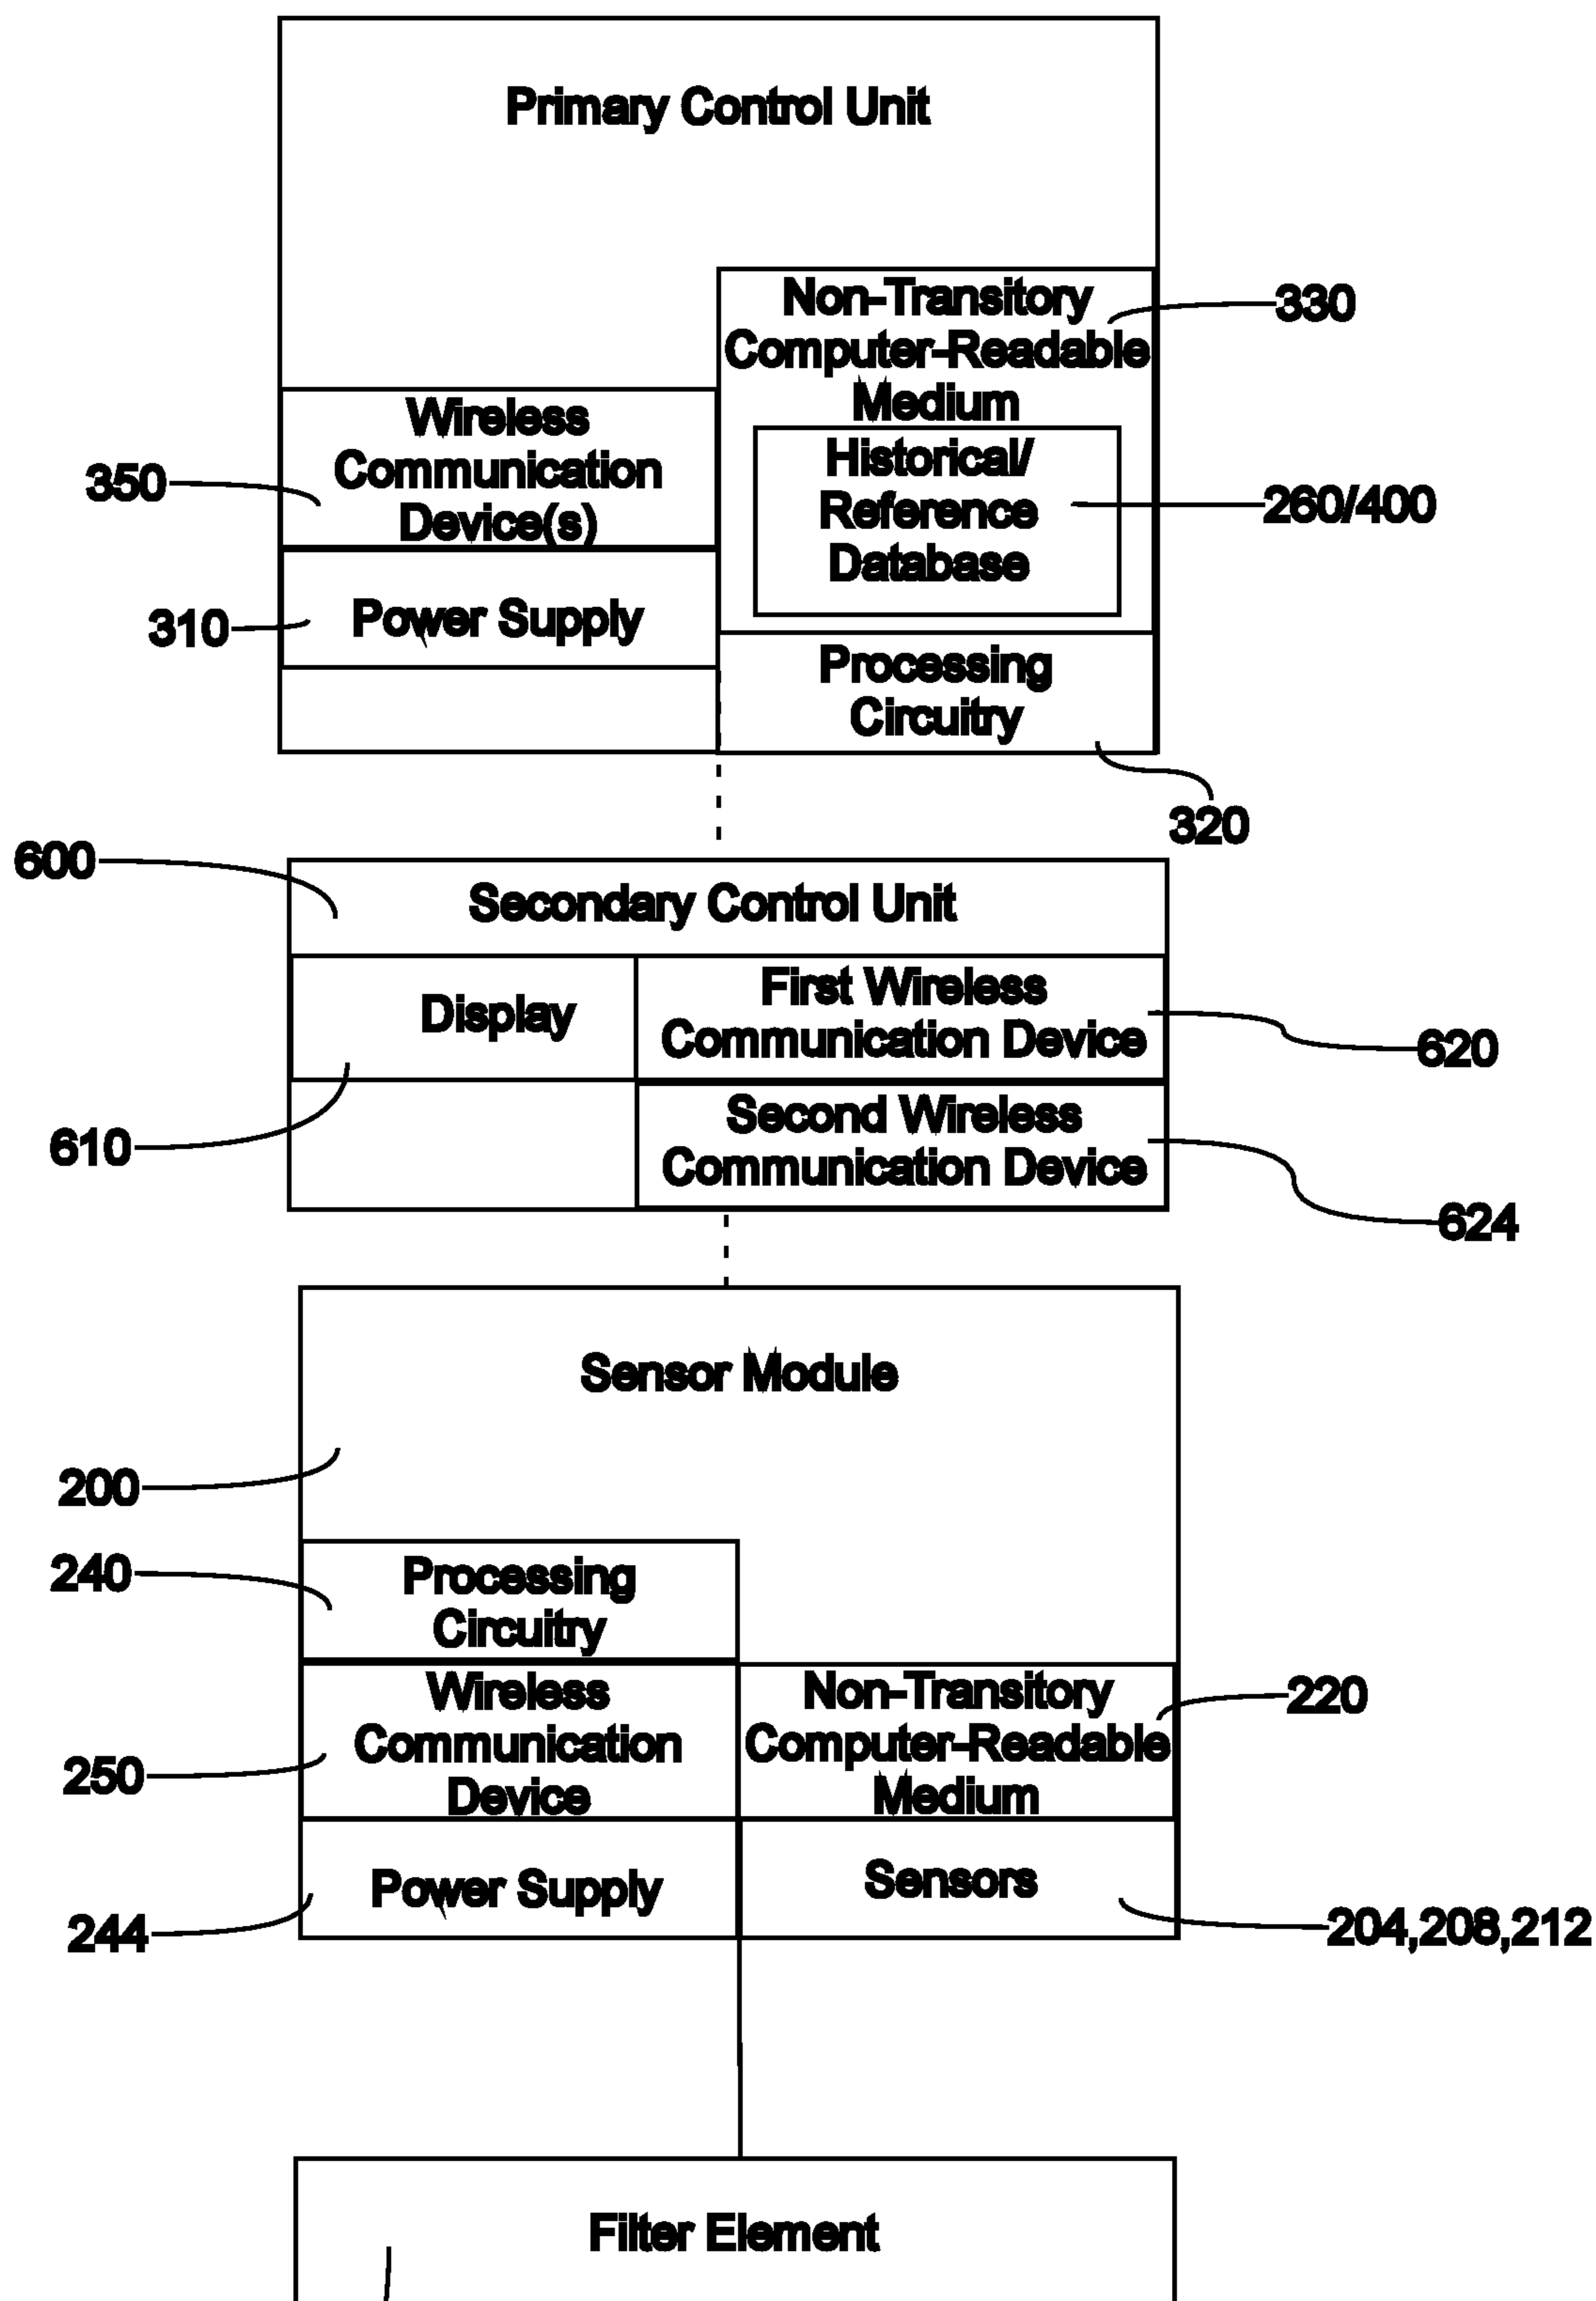 Primary Control Unit
Non-Transitory
Computer-Readable
Medium
330
Wireless
Communication
Device(s)
350
Historical/
Reference
Database
260/400
Power Supply
310
Processing
Circuitry
320
600
Secondary Control Unit
Display
First Wireless
Communication Device
620
610
Second Wireless
Communication Device
624
Sensor Module
200
240
Processing
Circuitry
Wireless
Communication
Device
250
Non-Transitory
Computer-Readable
Medium
220
Power Supply
244
Sensors
204,208,212
Filter Element